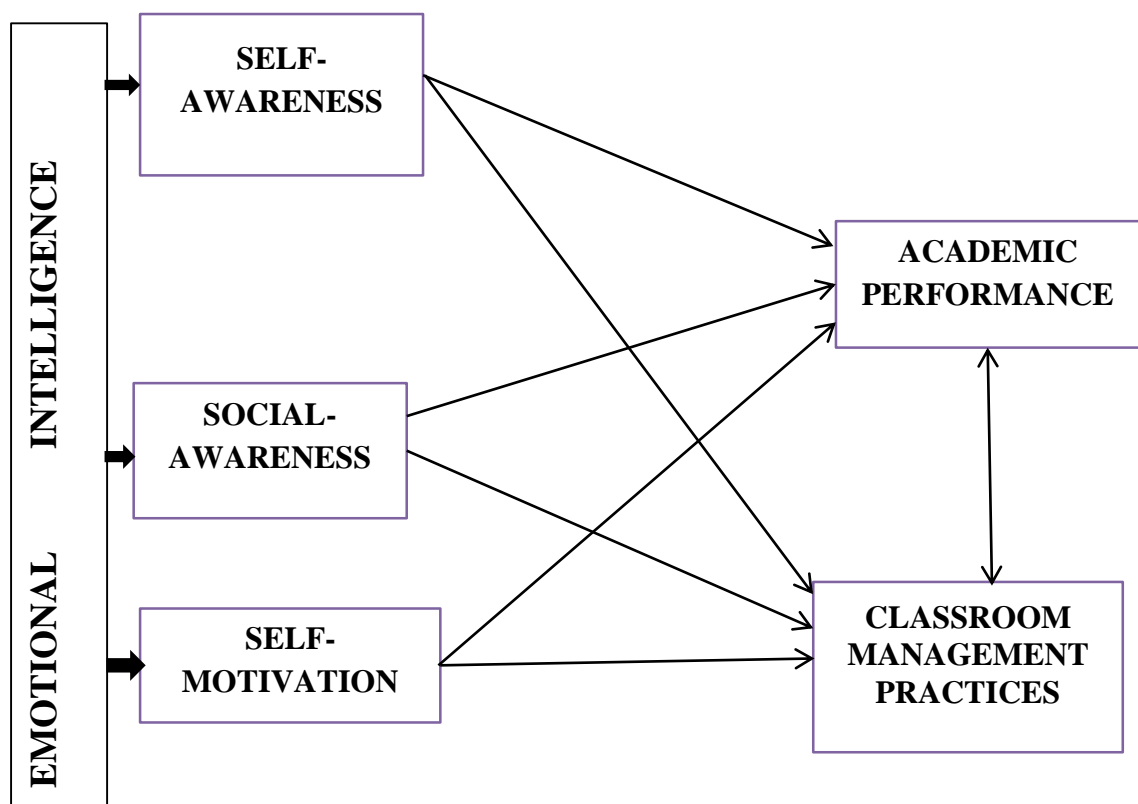 EMOTIONAL INTELLIGENCE
SELF-
AWARENESS
SOCIAL-
AWARENESS
SELF-
MOTIVATION
ACADEMIC
PERFORMANCE
CLASSROOM
MANAGEMENT
PRACTICES